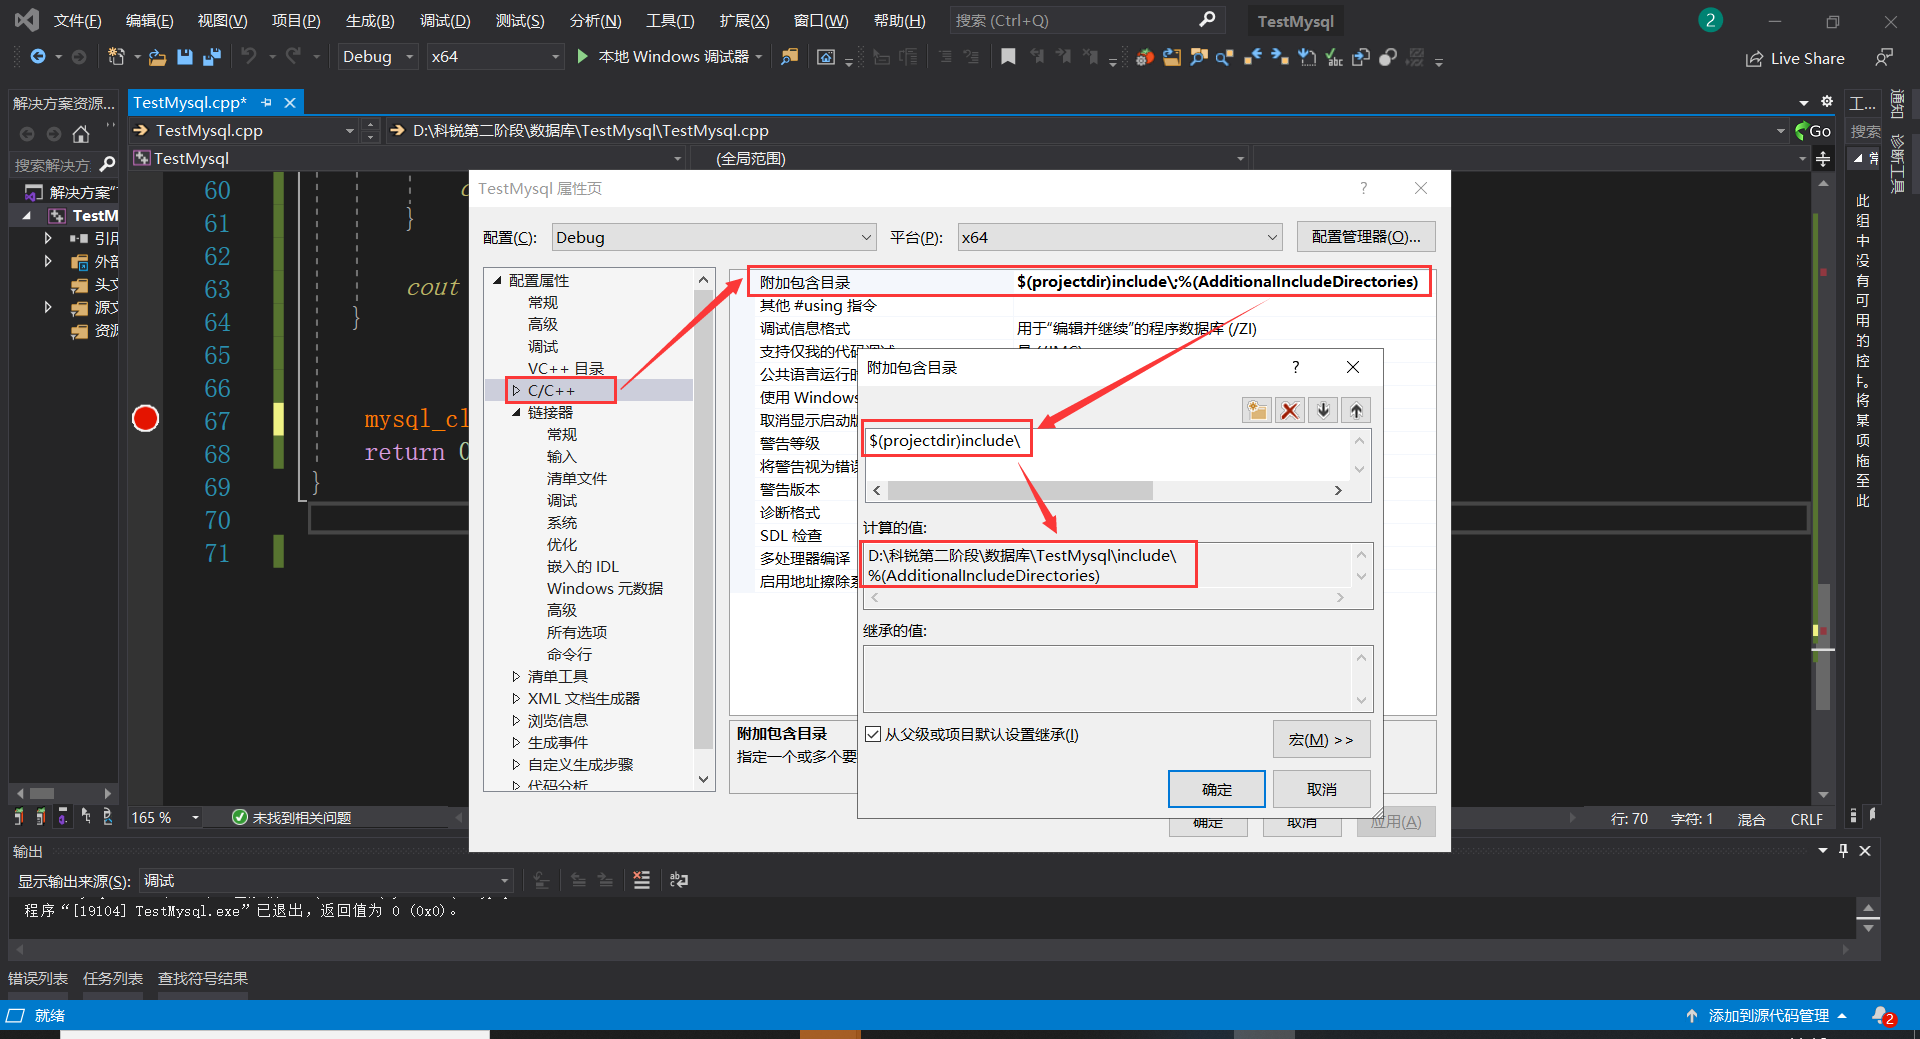 文件(F) 编辑(E) 视图(V) 项目(P) 生成(B) 调试(D) 测试(S) 分析(N) 工具(T) 扩展(X) 窗口(W) 帮助(H) 搜索 (Ctrl+Q) TestMysql 2
Debug x64 本地 Windows 调试器 Live Share
解决方案资源... TestMysql.cpp* 工... 通知
TestMysql.cpp D:\科锐第二阶段\数据库\TestMysql\TestMysql.cpp Go 搜索
搜索解决方 TestMysql (全局范围) 诊断工具
解决方案"
TestM
引用
外部
头文
源文
资源
60
61 }
62
63 cout
64 }
65
66
67 mysql_cl
68 return 0
69 }
70
71
TestMysql 属性页 ?
配置(C): Debug 平台(P): x64 配置管理器(O)...
配置属性
常规
高级
调试
VC++ 目录
C/C++
链接器
常规
输入
清单文件
调试
系统
优化
嵌入的 IDL
Windows 元数据
高级
所有选项
命令行
清单工具
XML 文档生成器
浏览信息
生成事件
自定义生成步骤
代码分析
附加包含目录 $(projectdir)include\;%(AdditionalIncludeDirectories)
其他 #using 指令
调试信息格式 用于“编辑并继续”的程序数据库 (/ZI)
支持仅我的代码调试
公共语言运行时
使用 Windows
取消显示启动版
警告等级
将警告视为错误
警告版本
诊断格式
SDL 检查
多处理器编译
启用地址擦除系
附加包含目录
指定一个或多个要
确定 取消 应用(A)
附加包含目录 ?
$(projectdir)include\
计算的值:
D:\科锐第二阶段\数据库\TestMysql\include\
%(AdditionalIncludeDirectories)
继承的值:
从父级或项目默认设置继承(I)
宏(M) >>
确定 取消
此组中没有可用的控件。将某项拖至此
165 % 未找到相关问题 行: 70 字符: 1 混合 CRLF
输出
显示输出来源(S): 调试
程序“[19104] TestMysql.exe”已退出，返回值为 0 (0x0)。
错误列表 任务列表 查找符号结果
就绪 添加到源代码管理 2